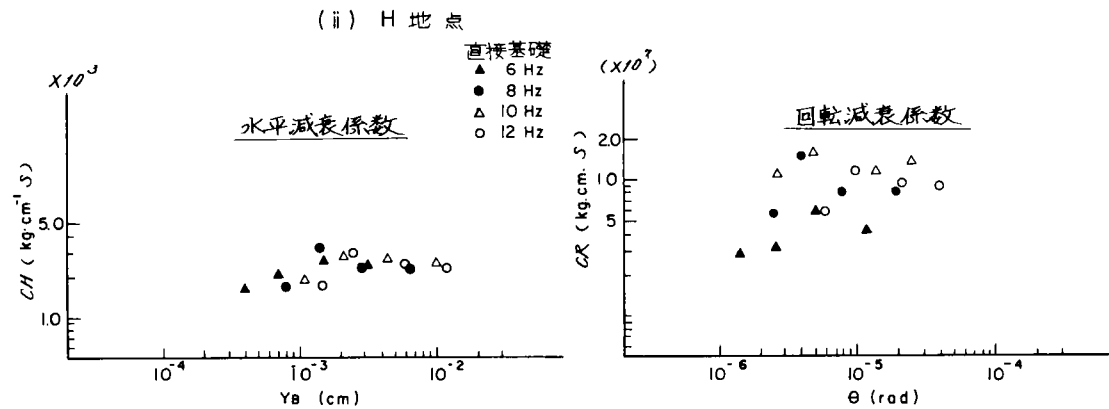 (ii) H 地点
直接基礎
▲ 6 Hz
● 8 Hz
△ 10 Hz
○ 12 Hz
×10³
水平減衰係数
CH (kg·cm⁻¹ S)
5.0
1.0
10⁻⁴
10⁻³
10⁻²
YB (cm)
(×10⁷)
回転減衰係数
CR (kg.cm. S)
2.0
10
5
10⁻⁶
10⁻⁵
10⁻⁴
θ (rad)